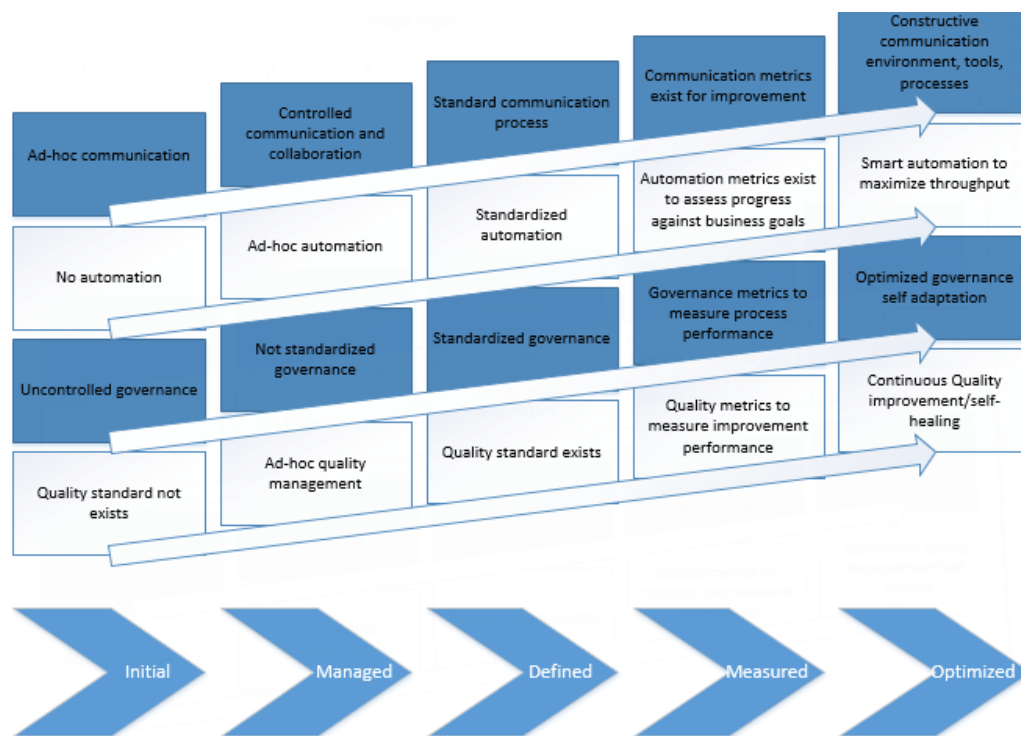 Ad-hoc communication
Controlled
communication and
collaboration
Standard communication
process
Communication metrics
exist for improvement
Constructive
communication
environment, tools,
processes
No automation
Ad-hoc automation
Standardized
automation
Automation metrics exist
to assess progress
against business goals
Smart automation to
maximize throughput
Uncontrolled governance
Not standardized
governance
Standardized governance
Governance metrics to
measure process
performance
Optimized governance
self adaptation
Quality standard not
exists
Ad-hoc quality
management
Quality standard exists
Quality metrics to
measure improvement
performance
Continuous Quality
improvement/self-
healing
Initial
Managed
Defined
Measured
Optimized